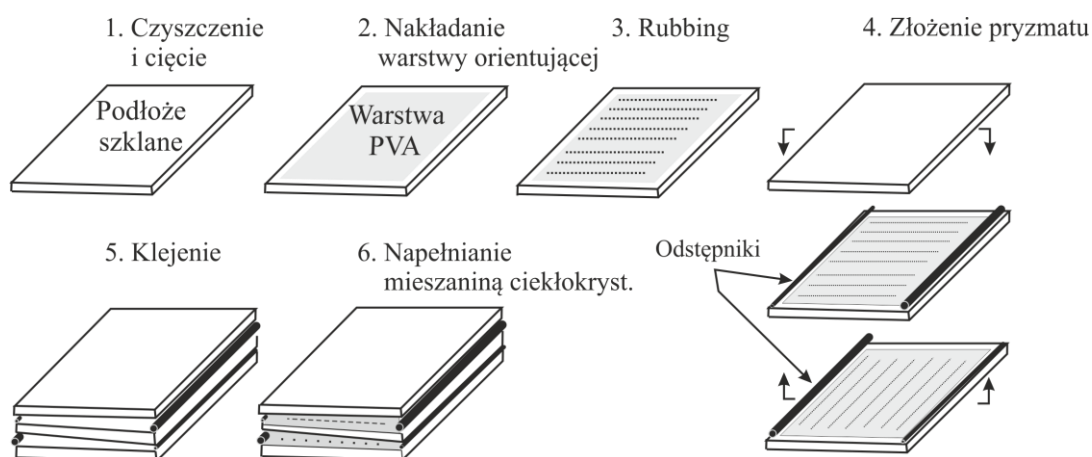 1. Czyszczenie
i cięcie
2. Nakładanie
warstwy orientującej
3. Rubbing
4. Złożenie pryzmatu
Podłoże
szklane
Warstwa
PVA
5. Klejenie
6. Napełnianie
mieszaniną ciekłokryst.
Odstępniki